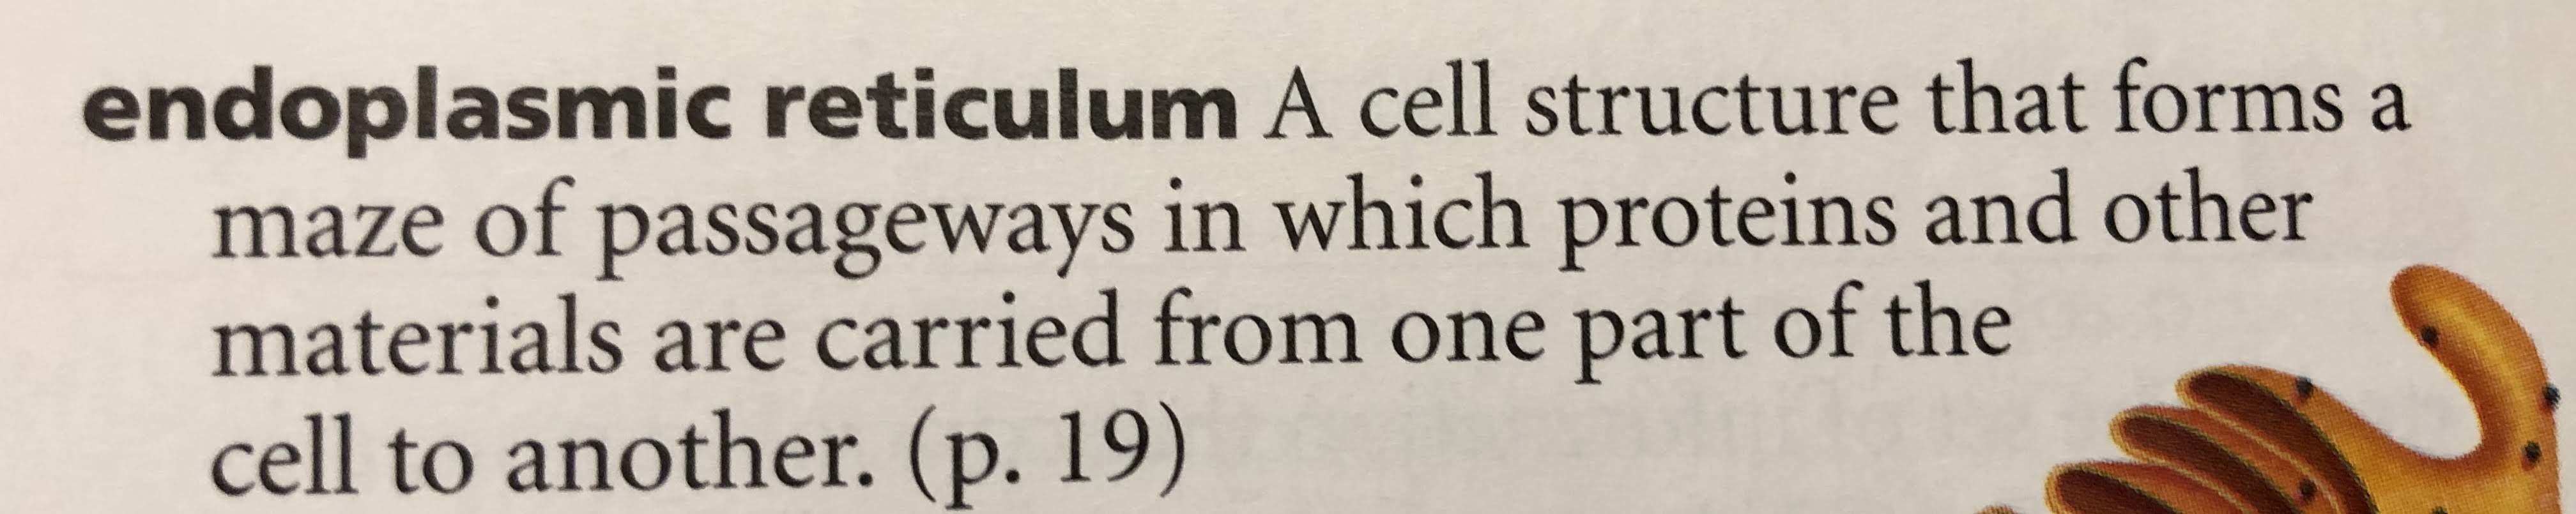 endoplasmic reticulum A cell structure that forms a
maze of passageways in which proteins and other
materials are carried from one part of the
cell to another. (p. 19)